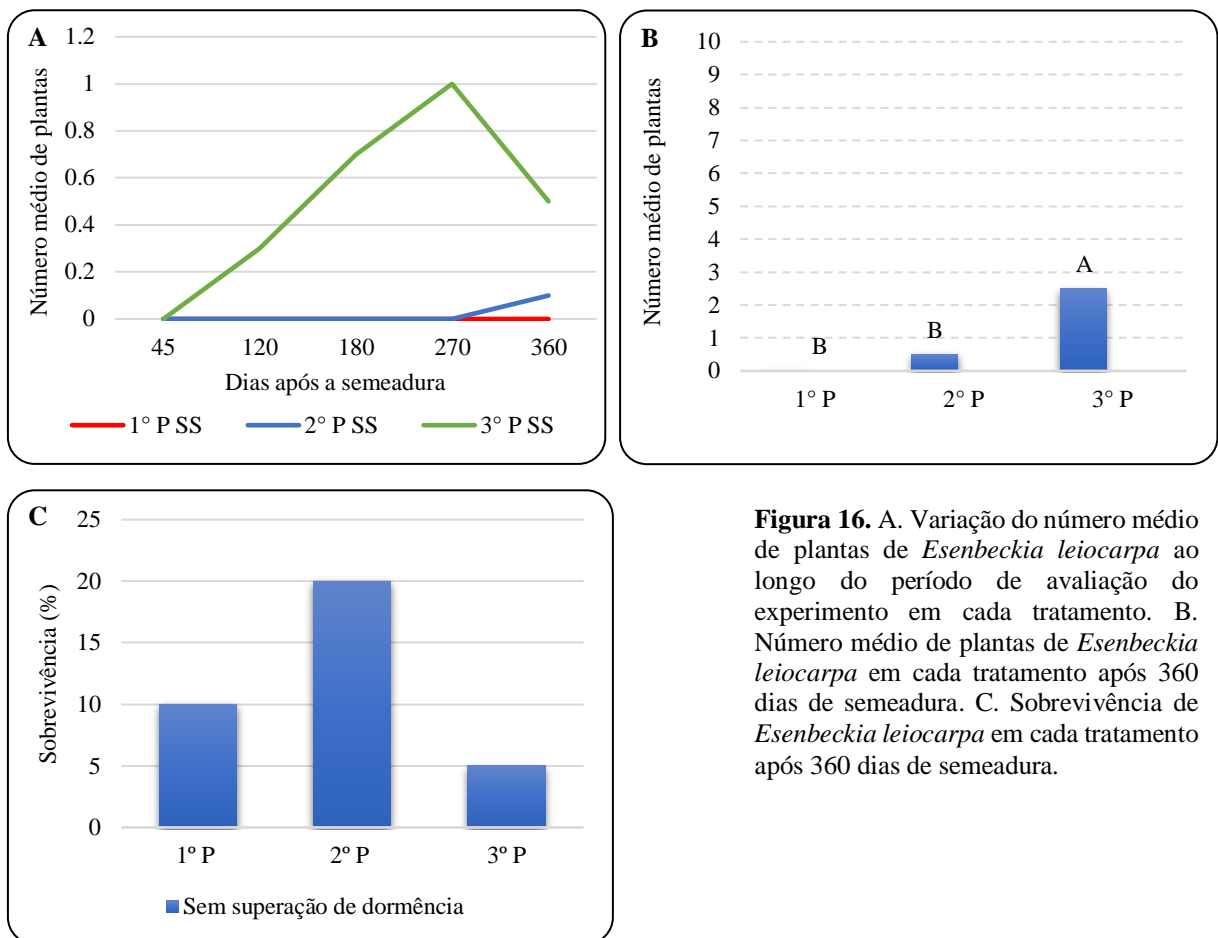 A
Número médio de plantas
1.2
1
0.8
0.6
0.4
0.2
0
45 120 180 270 360
Dias após a semeadura
1° P SS 2° P SS 3° P SS
B
Número médio de plantas
10
9
8
7
6
5
4
3
2
1
0
B B A
1° P 2° P 3° P
C
Sobrevivência (%)
25
20
15
10
5
0
1º P 2º P 3º P
Sem superação de dormência
Figura 16. A. Variação do número médio
de plantas de Esenbeckia leiocarpa ao
longo do período de avaliação do
experimento em cada tratamento. B.
Número médio de plantas de Esenbeckia
leiocarpa em cada tratamento após 360
dias de semeadura. C. Sobrevivência de
Esenbeckia leiocarpa em cada tratamento
após 360 dias de semeadura.